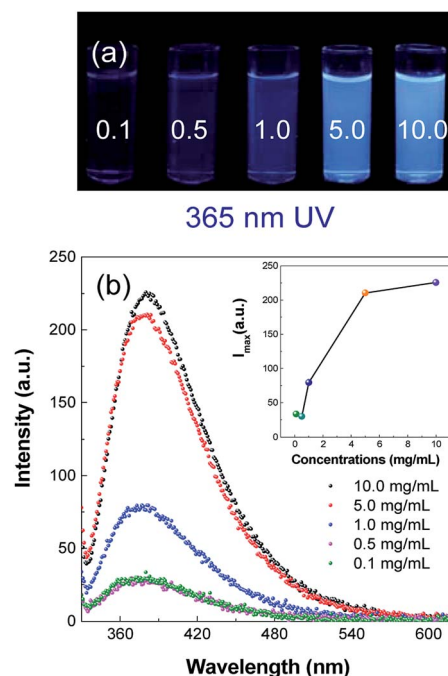 (a)
0.1 0.5 1.0 5.0 10.0
365 nm UV
(b)
Intensity (a.u.)
250
200
150
100
50
0
360 420 480 540 600
Wavelength (nm)
I_max(a.u.)
250
200
150
100
50
0
0 2 4 6 8 10
Concentrations (mg/mL)
10.0 mg/mL
5.0 mg/mL
1.0 mg/mL
0.5 mg/mL
0.1 mg/mL